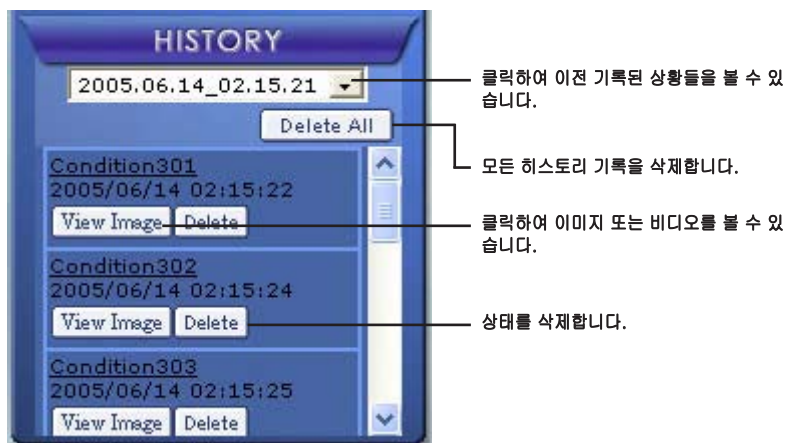 HISTORY
2005.06.14_02.15.21
클릭하여 이전 기록된 상황들을 볼 수 있
습니다.
Delete All
모든 히스토리 기록을 삭제합니다.
Condition301
2005/06/14 02:15:22
View Image Delete
클릭하여 이미지 또는 비디오를 볼 수 있
습니다.
Condition302
2005/06/14 02:15:24
View Image Delete
상태를 삭제합니다.
Condition303
2005/06/14 02:15:25
View Image Delete